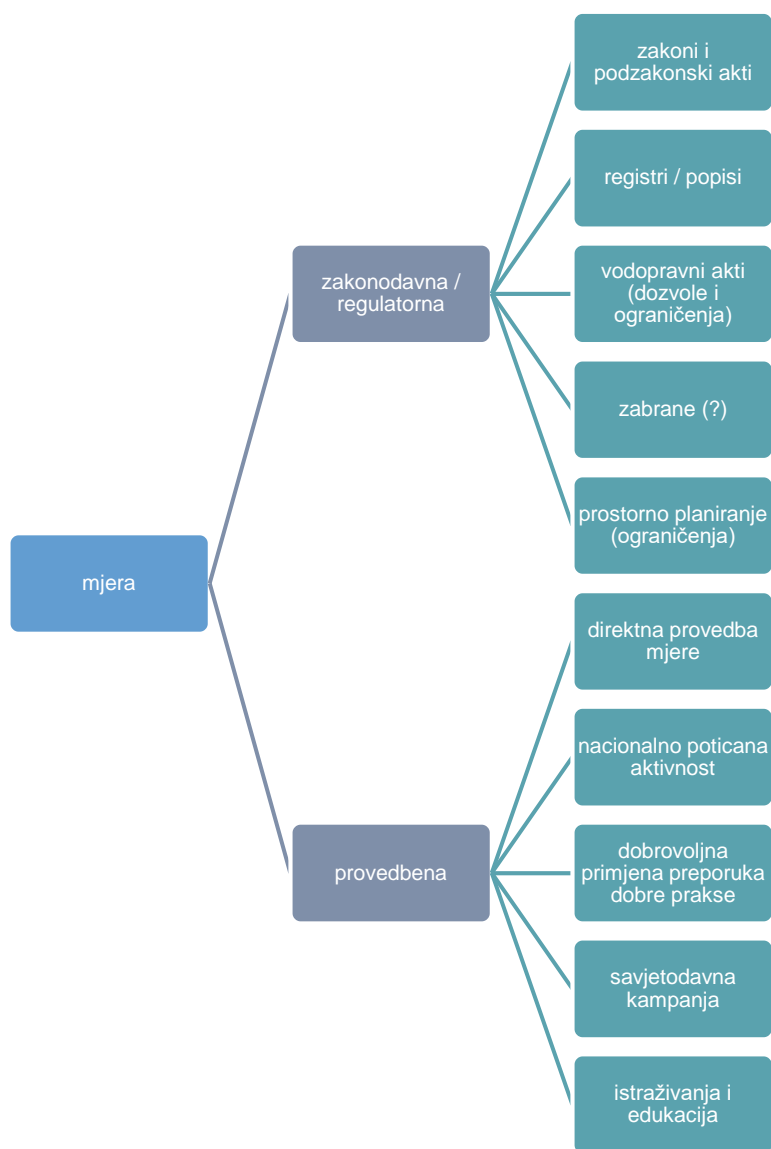 zakoni i
podzakonski akti
registri / popisi
zakonodavna /
regulatorna
vodopravni akti
(dozvole i
ograničenja)
zabrane (?)
prostorno planiranje
(ograničenja)
mjera
direktna provedba
mjere
nacionalno poticana
aktivnost
provedbena
dobrovoljna
primjena preporuka
dobre prakse
savjetodavna
kampanja
istraživanja i
edukacija